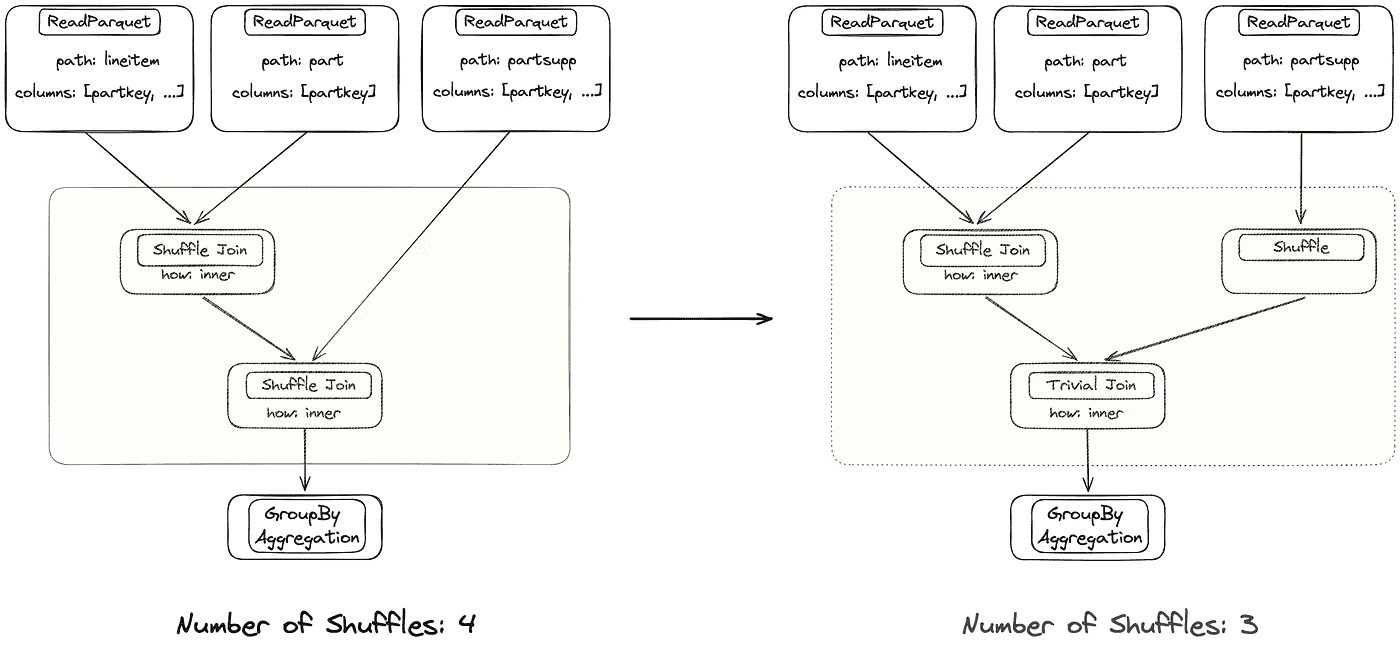 ReadParquet
path: lineitem
columns: [partkey, ...]
ReadParquet
path: part
columns: [partkey]
ReadParquet
path: partsupp
columns: [partkey, ...]
Shuffle Join
how: inner
Shuffle Join
how: inner
GroupBy
Aggregation
Number of Shuffles: 4
ReadParquet
path: lineitem
columns: [partkey, ...]
ReadParquet
path: part
columns: [partkey]
ReadParquet
path: partsupp
columns: [partkey, ...]
Shuffle Join
how: inner
Shuffle
Trivial Join
how: inner
GroupBy
Aggregation
Number of Shuffles: 3